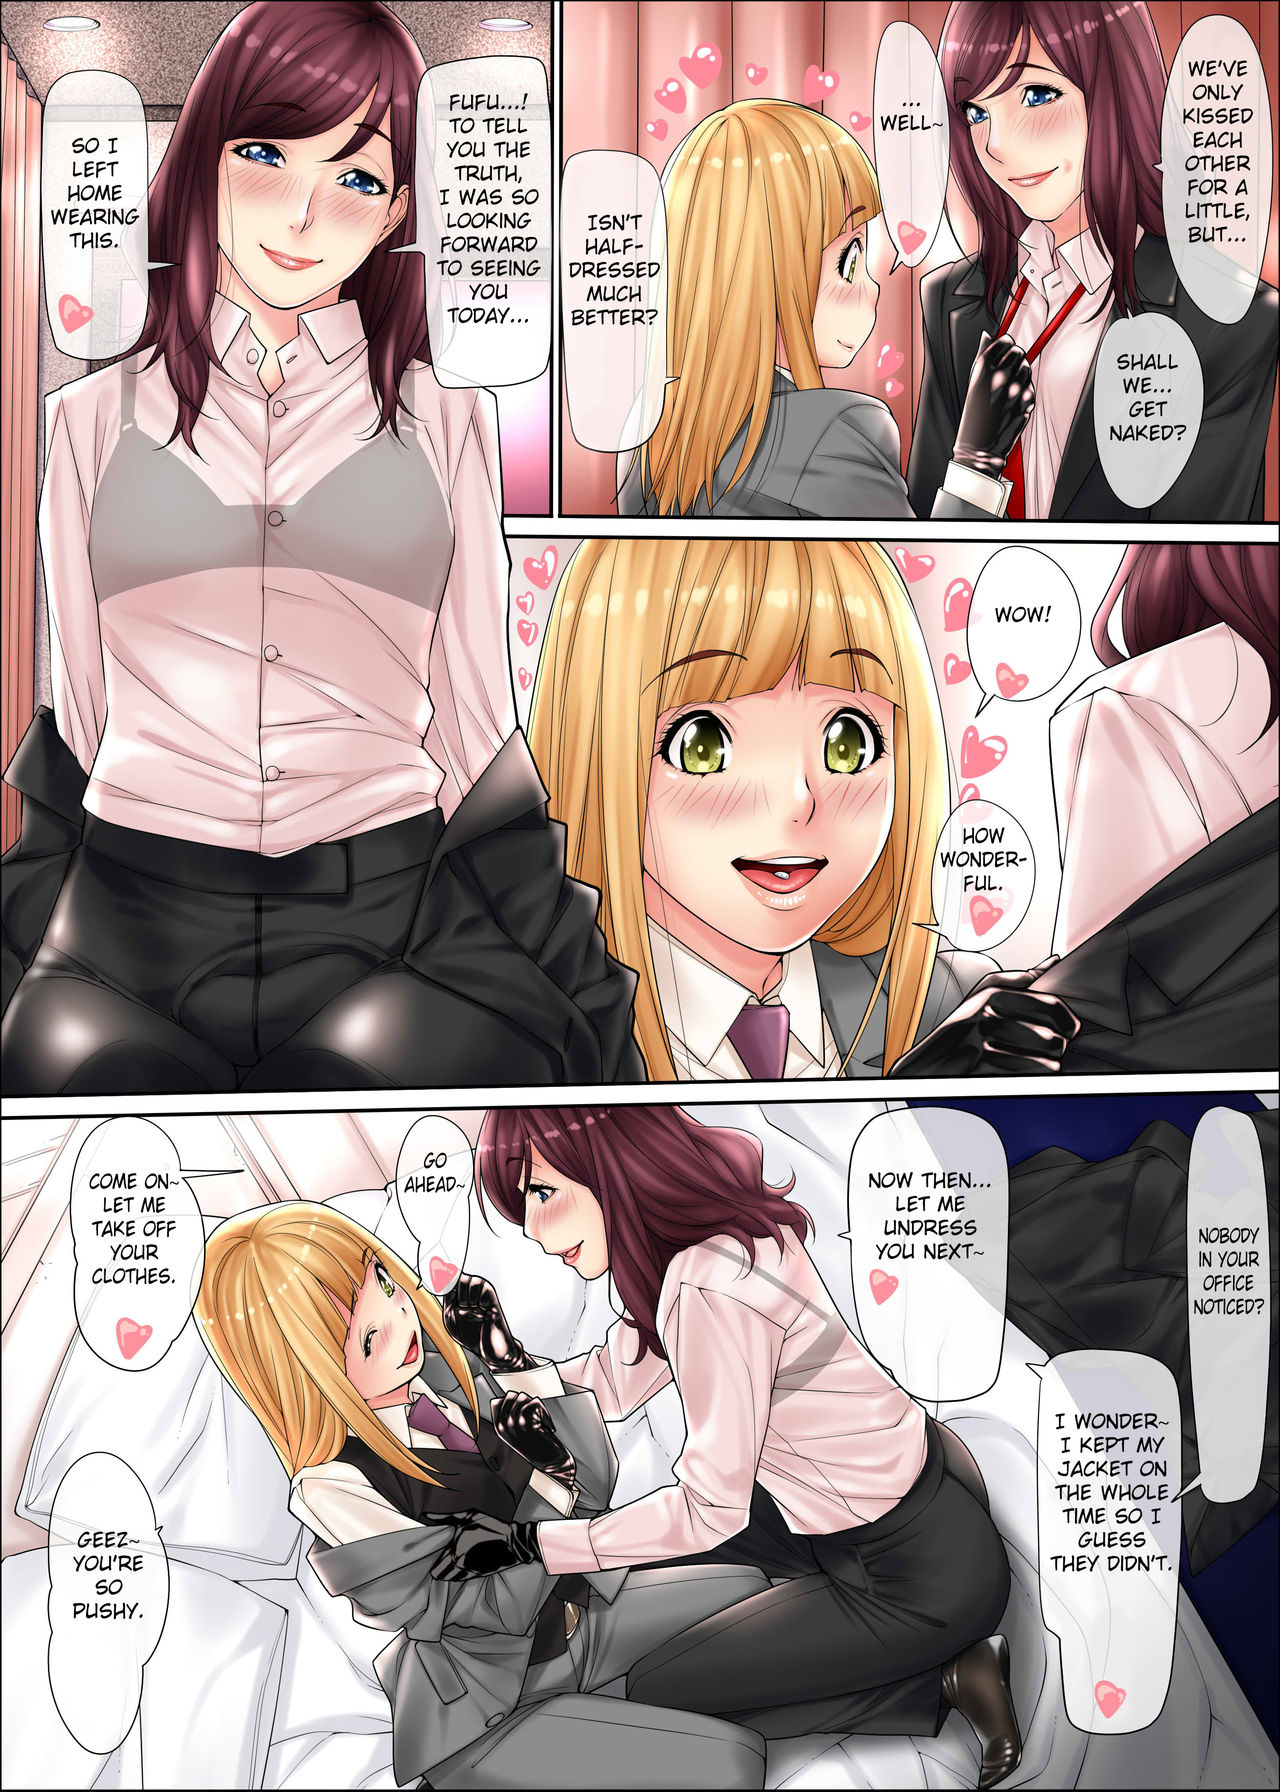 WE'VE
ONLY
KISSED
EACH
OTHER
FOR A
LITTLE,
BUT...
SHALL
WE...
GET
NAKED?
...
WELL~
ISN'T
HALF-
DRESSED
MUCH
BETTER?
FUFU...!
TO TELL
YOU THE
TRUTH,
I WAS SO
LOOKING
FORWARD
TO SEEING
YOU
TODAY...
SO I
LEFT
HOME
WEARING
THIS.
WOW!
HOW
WONDER-
FUL.
NOBODY
IN YOUR
OFFICE
NOTICED?
I WONDER~
I KEPT MY
JACKET ON
THE WHOLE
TIME SO I
GUESS
THEY DIDN'T.
NOW THEN...
LET ME
UNDRESS
YOU NEXT~
GO
AHEAD~
COME ON~
LET ME
TAKE OFF
YOUR
CLOTHES.
GEEZ~
YOU'RE
SO
PUSHY.